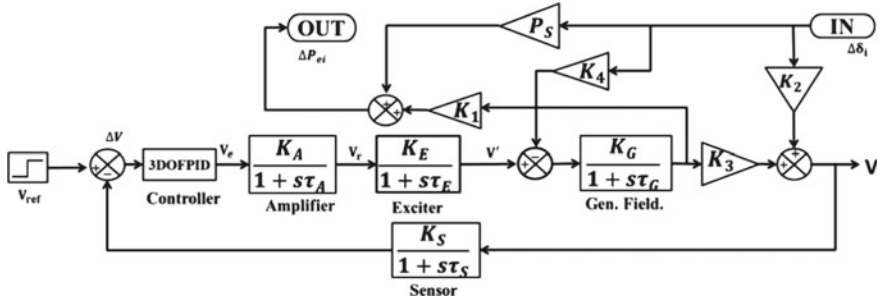 OUT
ΔP_ei
P_S
IN
Δδ_i
K_4
K_2
K_1
ΔV
V_ref
3DOFPID
Controller
V_e
K_A
1 + sτ_A
Amplifier
V_r
K_E
1 + sτ_E
Exciter
V'
K_G
1 + sτ_G
Gen. Field.
K_3
V
K_S
1 + sτ_S
Sensor
+
+
+
−
−
+
+